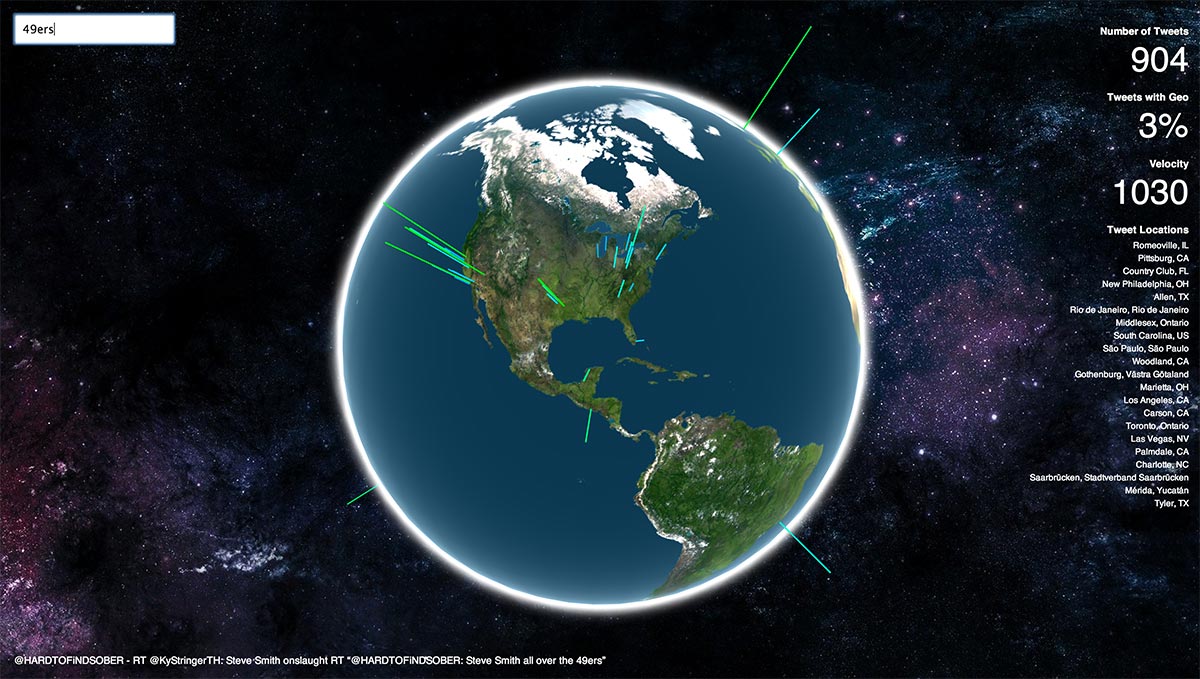 49ers
Number of Tweets
904
Tweets with Geo
3%
Velocity
1030
Tweet Locations
Romeoville, IL
Pittsburg, CA
Country Club, FL
New Philadelphia, OH
Allen, TX
Rio de Janeiro, Rio de Janeiro
Middlesex, Ontario
South Carolina, US
São Paulo, São Paulo
Woodland, CA
Gothenburg, Västra Götaland
Marietta, OH
Los Angeles, CA
Carson, CA
Toronto, Ontario
Las Vegas, NV
Palmdale, CA
Charlotte, NC
Saarbrücken, Stadtverband Saarbrücken
Mérida, Yucatán
Tyler, TX
@HARDTOFiNDSOBER - RT @KyStringerTH: Steve Smith onslaught RT "@HARDTOFiNDSOBER: Steve Smith all over the 49ers"